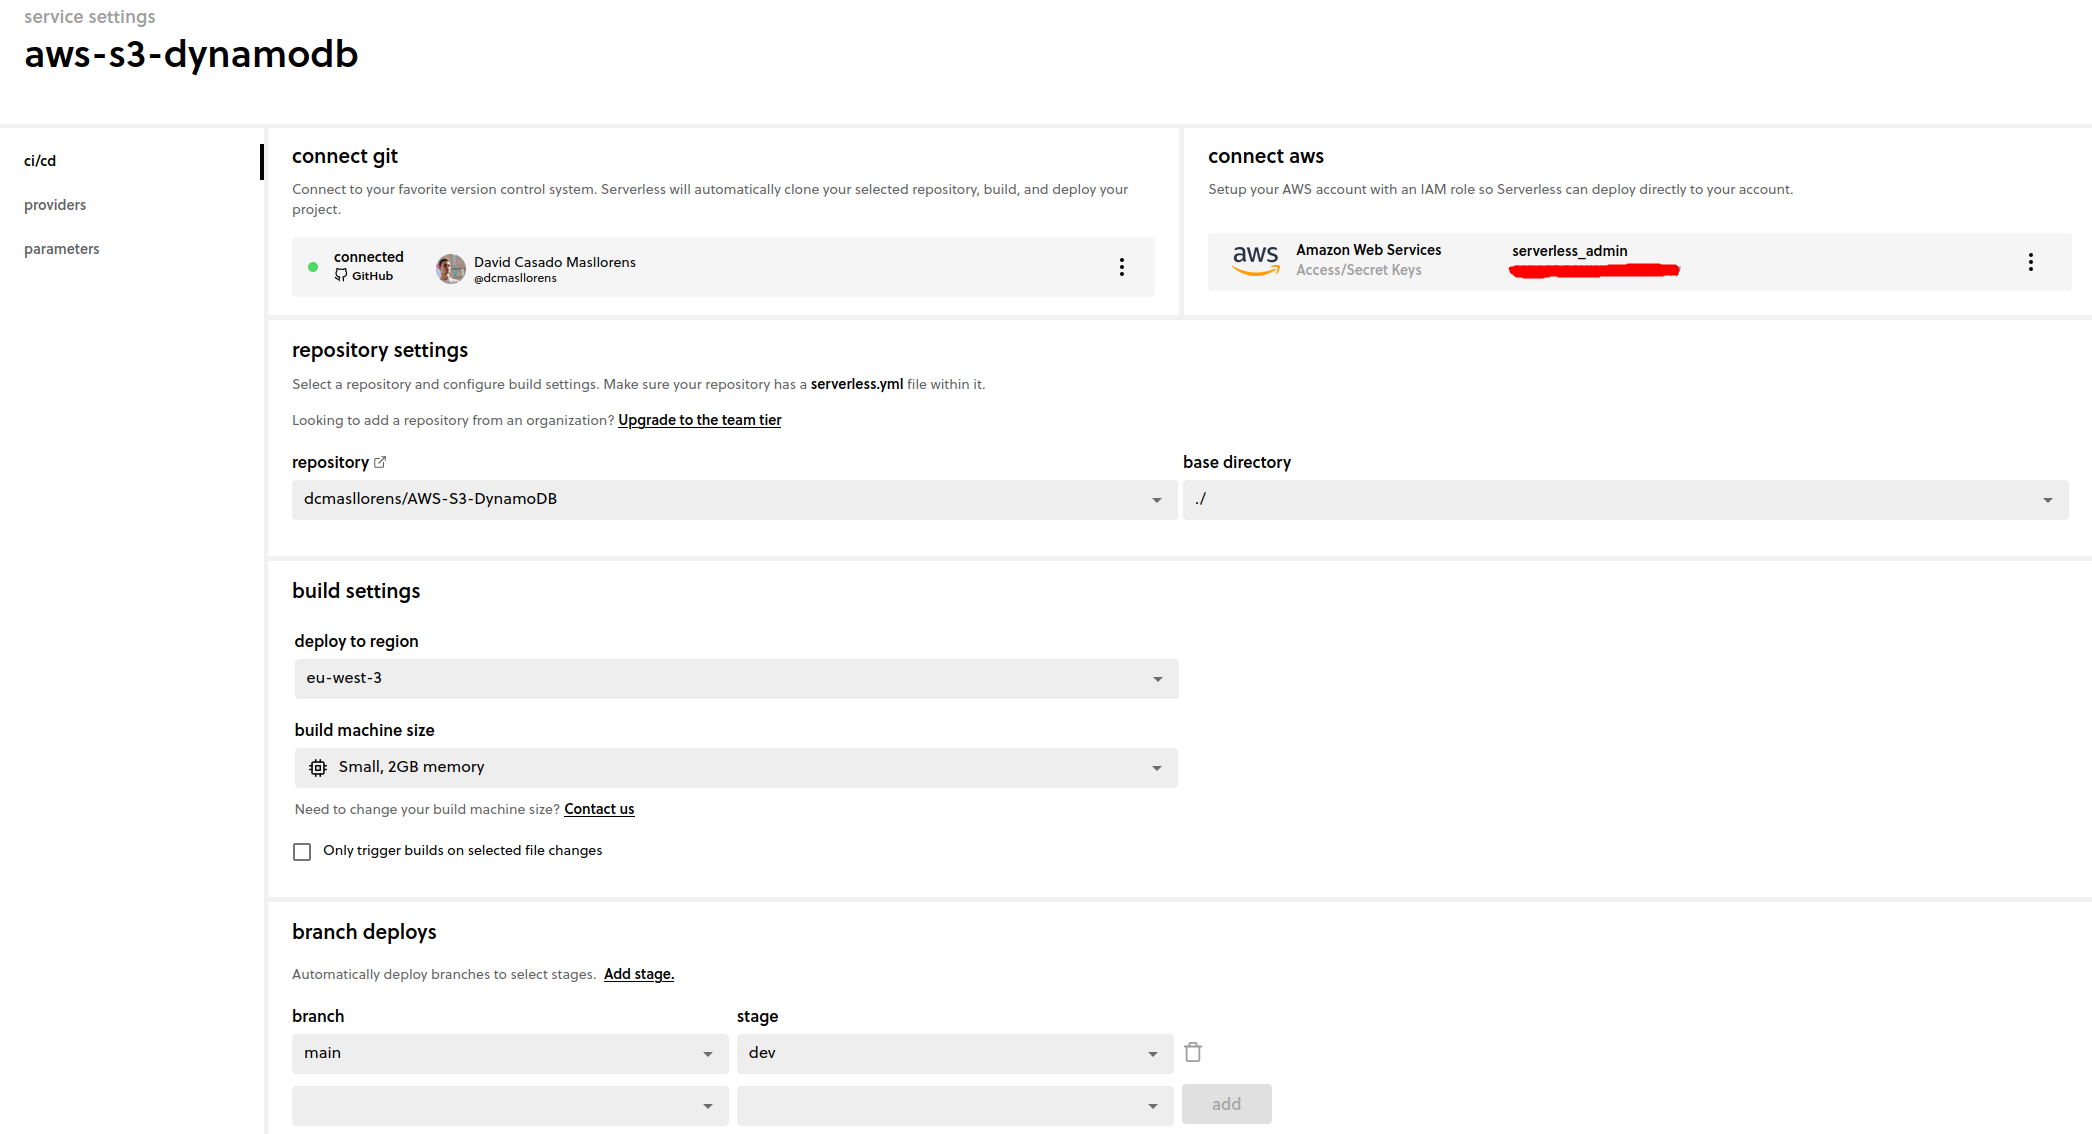 service settings
aws-s3-dynamodb
ci/cd
providers
parameters
connect git
Connect to your favorite version control system. Serverless will automatically clone your selected repository, build, and deploy your
project.
connected
GitHub
David Casado Masllorens
@dcmasllorens
connect aws
Setup your AWS account with an IAM role so Serverless can deploy directly to your account.
aws
Amazon Web Services
Access/Secret Keys
serverless_admin
repository settings
Select a repository and configure build settings. Make sure your repository has a serverless.yml file within it.
Looking to add a repository from an organization? Upgrade to the team tier
repository
dcmasllorens/AWS-S3-DynamoDB
base directory
./
build settings
deploy to region
eu-west-3
build machine size
Small, 2GB memory
Need to change your build machine size? Contact us
Only trigger builds on selected file changes
branch deploys
Automatically deploy branches to select stages. Add stage.
branch
stage
main
dev
add